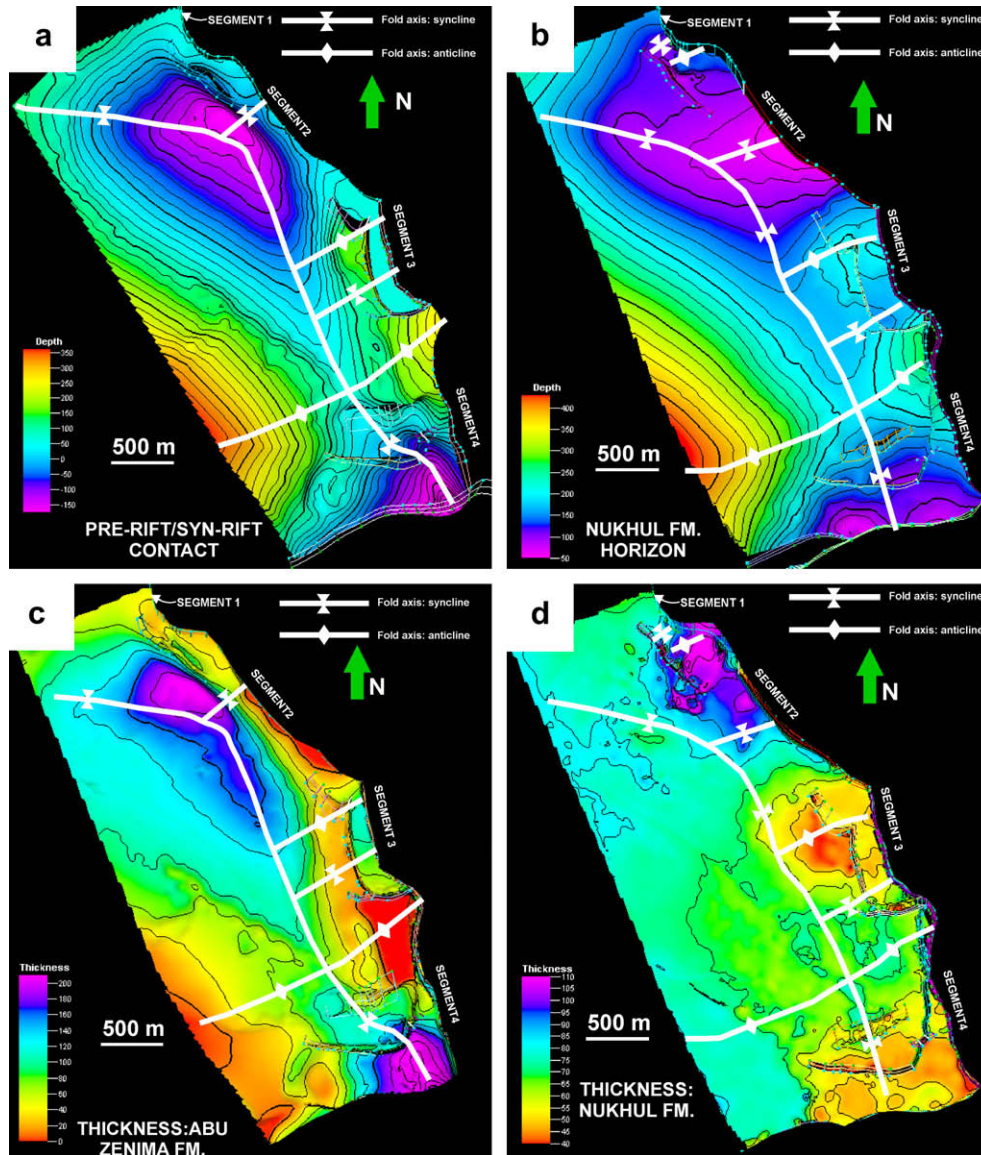 a
SEGMENT 1
Fold axis: syncline
Fold axis: anticline
N
SEGMENT2
SEGMENT 3
SEGMENT4
Depth
350
300
250
200
150
100
50
0
-50
-100
-150
500 m
PRE-RIFT/SYN-RIFT
CONTACT
b
SEGMENT 1
Fold axis: syncline
Fold axis: anticline
N
SEGMENT2
SEGMENT 3
SEGMENT4
Depth
400
350
300
250
200
150
100
50
500 m
NUKHUL FM.
HORIZON
c
SEGMENT 1
Fold axis: syncline
Fold axis: anticline
N
SEGMENT2
SEGMENT 3
SEGMENT4
Thickness
200
180
160
140
120
100
80
60
40
20
0
500 m
THICKNESS:ABU
ZENIMA FM.
d
SEGMENT 1
Fold axis: syncline
Fold axis: anticline
N
SEGMENT2
SEGMENT 3
SEGMENT4
Thickness
110
105
100
95
90
85
80
75
70
65
60
55
50
45
40
500 m
THICKNESS:
NUKHUL FM.